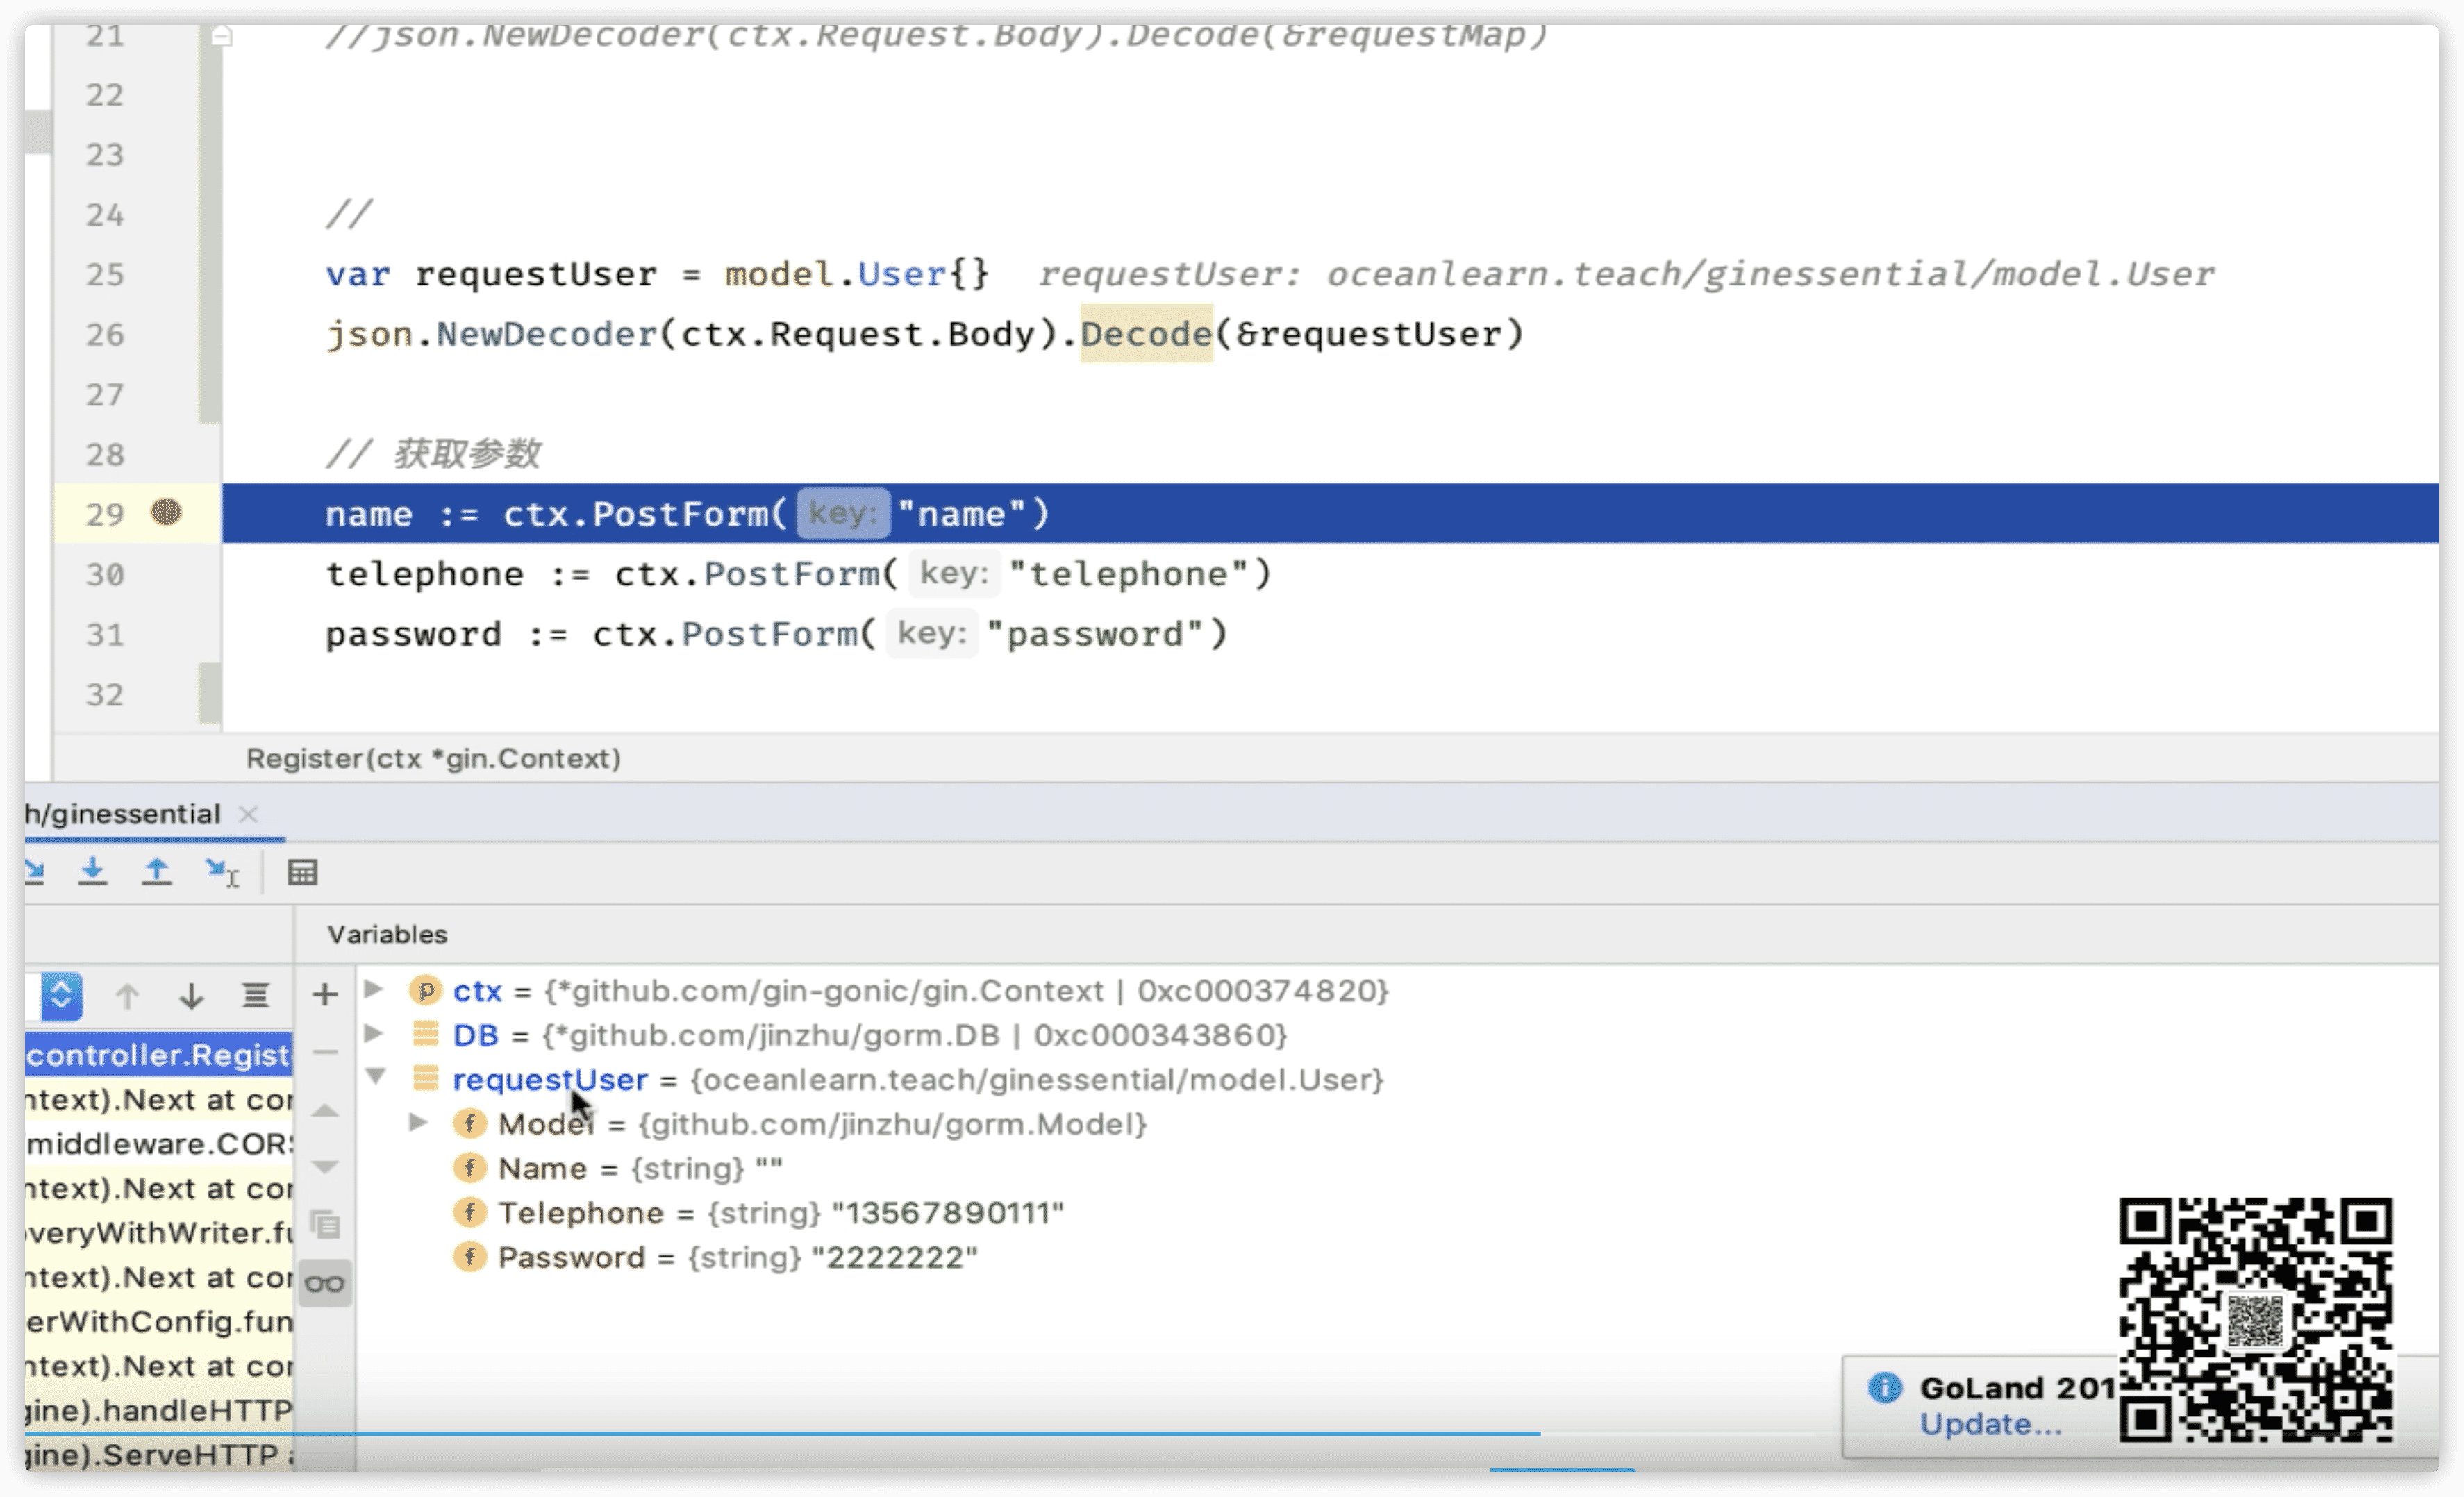 21 //json.NewDecoder(ctx.Request.Body).Decode(&requestMap)
22
23
24 //
25 var requestUser = model.User{} requestUser: oceanlearn.teach/ginessential/model.User
26 json.NewDecoder(ctx.Request.Body).Decode(&requestUser)
27
28 // 获取参数
29 name := ctx.PostForm( key: "name")
30 telephone := ctx.PostForm( key: "telephone")
31 password := ctx.PostForm( key: "password")
32
Register(ctx *gin.Context)
h/ginessential
Variables
controller.Regist
ntext).Next at cor
middleware.CORS
ntext).Next at cor
veryWithWriter.fu
ntext).Next at cor
erWithConfig.fun
ntext).Next at cor
gine).handleHTTP
gine).ServeHTTP
ctx = {*github.com/gin-gonic/gin.Context | 0xc000374820}
DB = {*github.com/jinzhu/gorm.DB | 0xc000343860}
requestUser = {oceanlearn.teach/ginessential/model.User}
f Model = {github.com/jinzhu/gorm.Model}
f Name = {string} ""
f Telephone = {string} "13567890111"
f Password = {string} "2222222"
GoLand 201
Update...